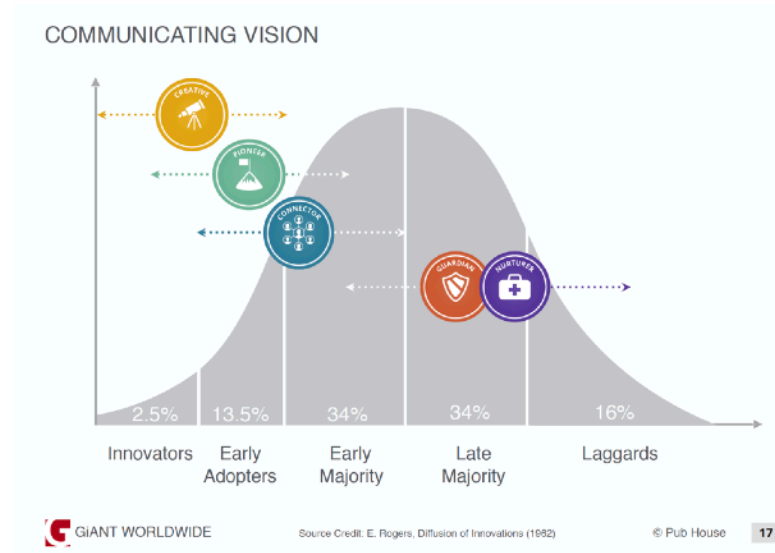 COMMUNICATING VISION
CREATIVE
PIONEER
CONNECTOR
GUARDIAN
NURTURER
2.5%
13.5%
34%
34%
16%
Innovators
Early
Adopters
Early
Majority
Late
Majority
Laggards
G
GiANT WORLDWIDE
Source Credit: E. Rogers, Diffusion of Innovations (1962)
© Pub House
17